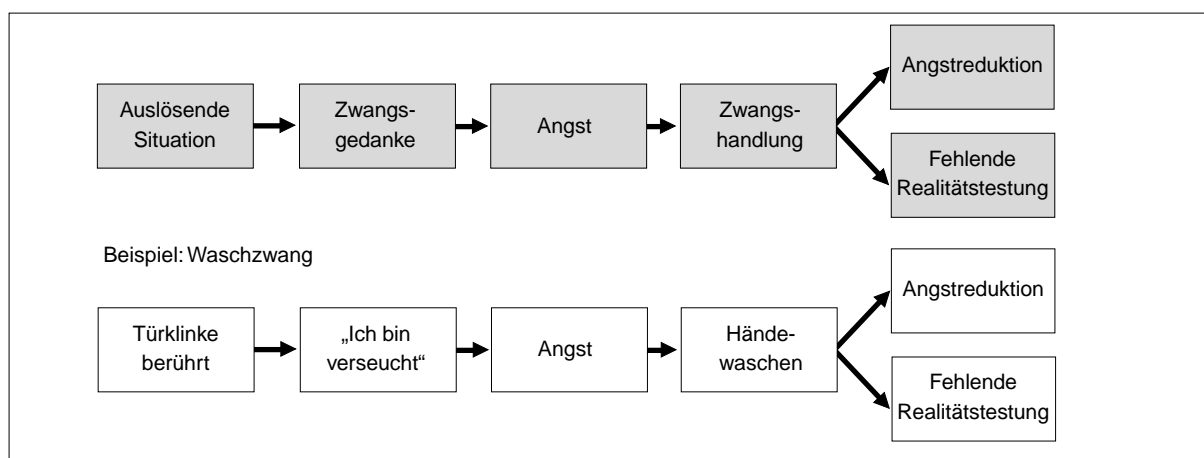 Auslösende
Situation
Zwangs-
gedanke
Angst
Zwangs-
handlung
Angstreduktion
Fehlende
Realitätstestung
Beispiel: Waschzwang
Türklinke
berührt
„Ich bin
verseucht“
Angst
Hände-
waschen
Angstreduktion
Fehlende
Realitätstestung